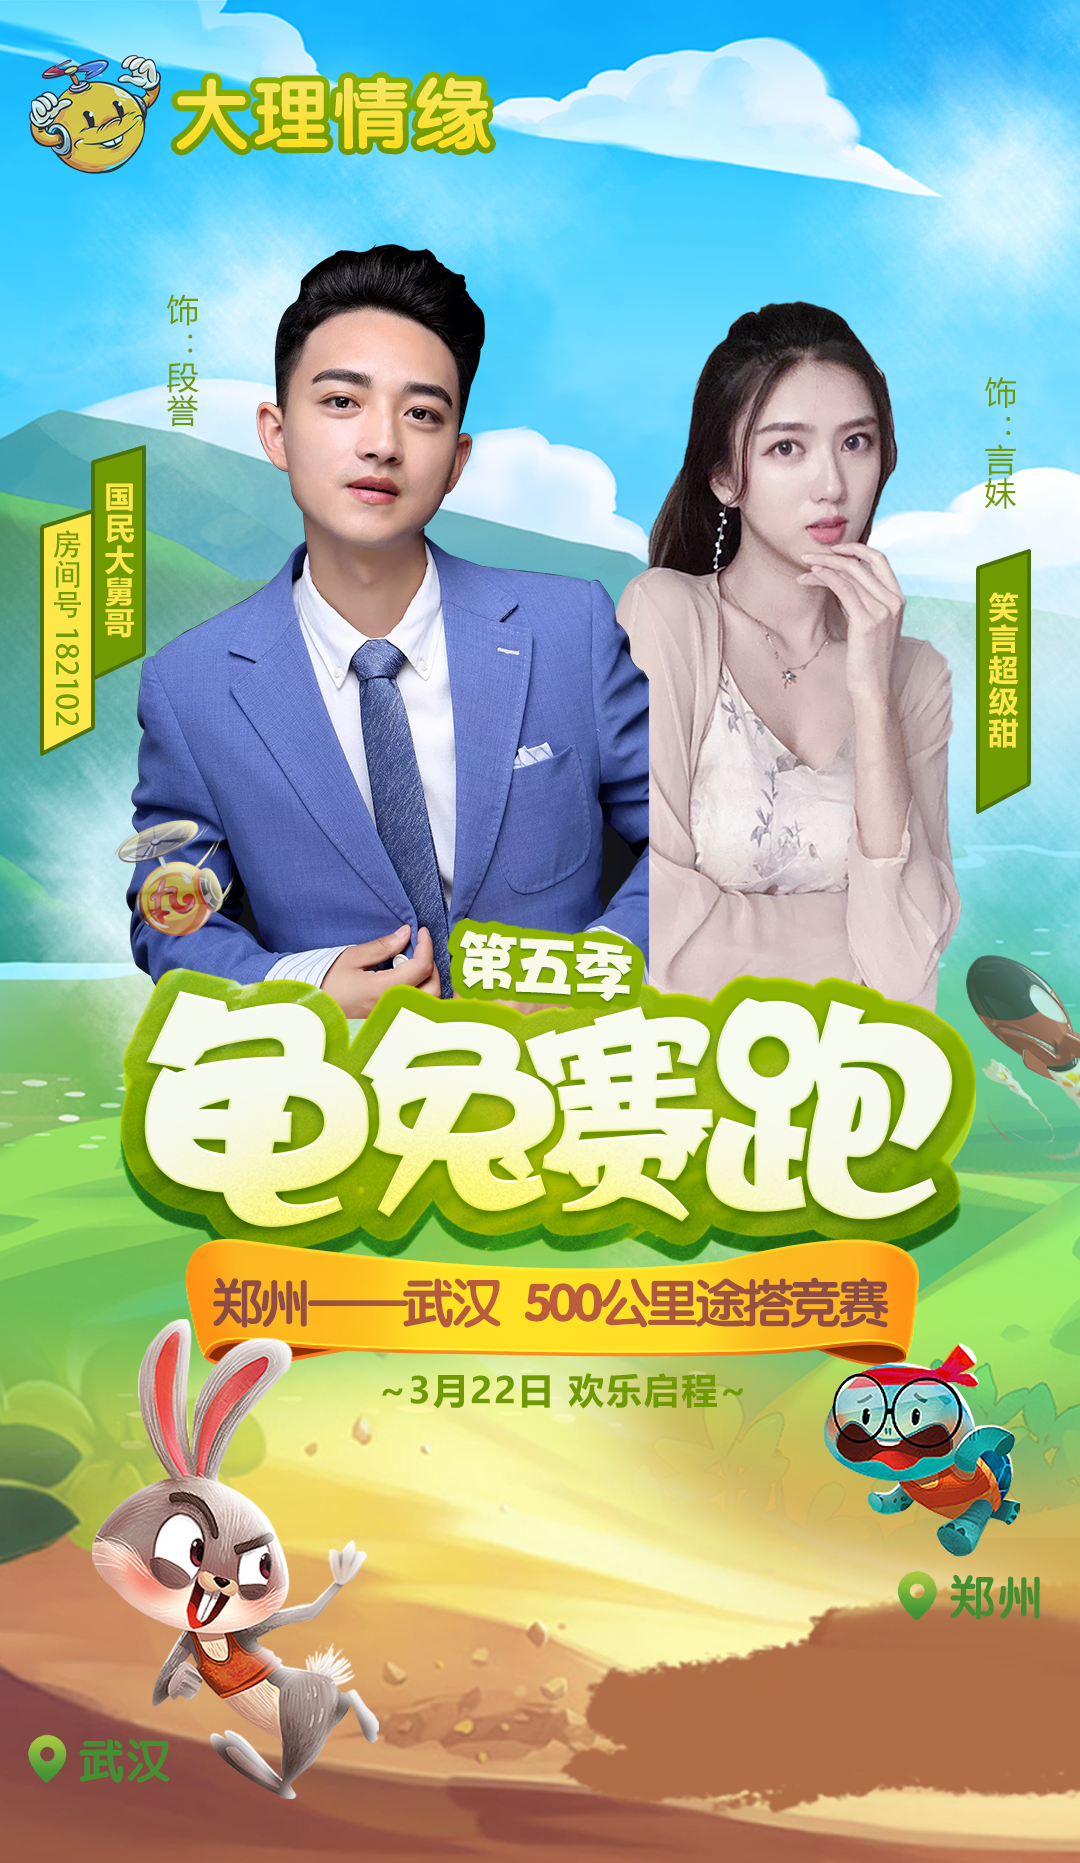 大理情缘
饰：段誉
国民大舅哥
房间号 182102
饰：言妹
笑言超级甜
九
第五季
龟兔赛跑
郑州——武汉 500公里途搭竞赛
~3月22日 欢乐启程~
郑州
武汉